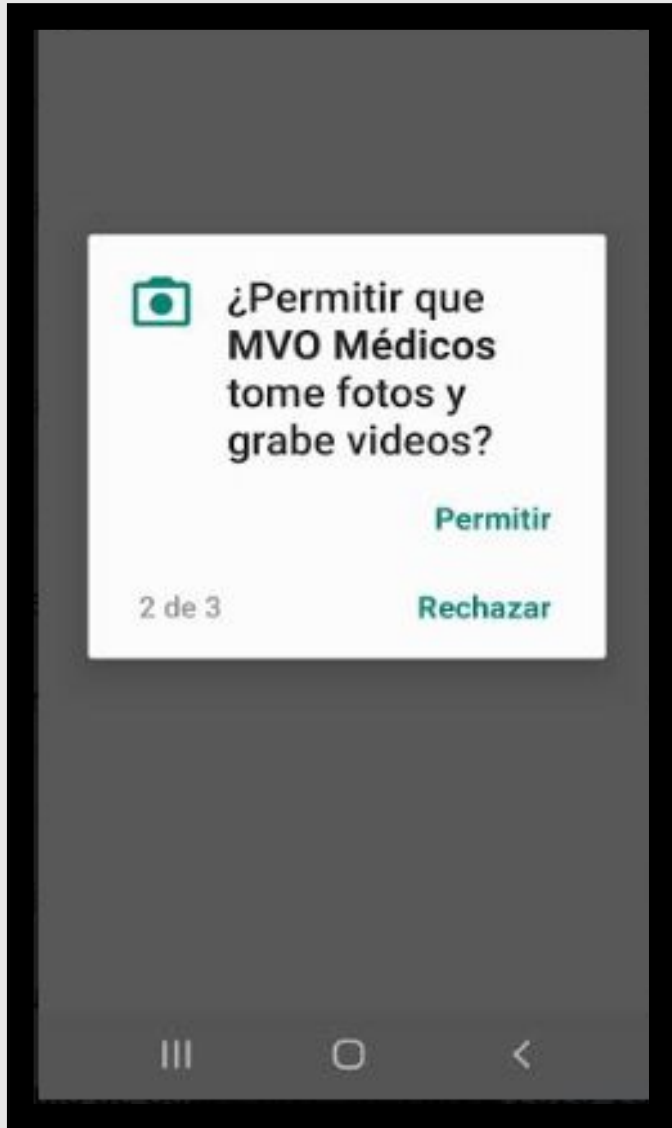 ¿Permitir que
MVO Médicos
tome fotos y
grabe videos?
Permitir
2 de 3
Rechazar